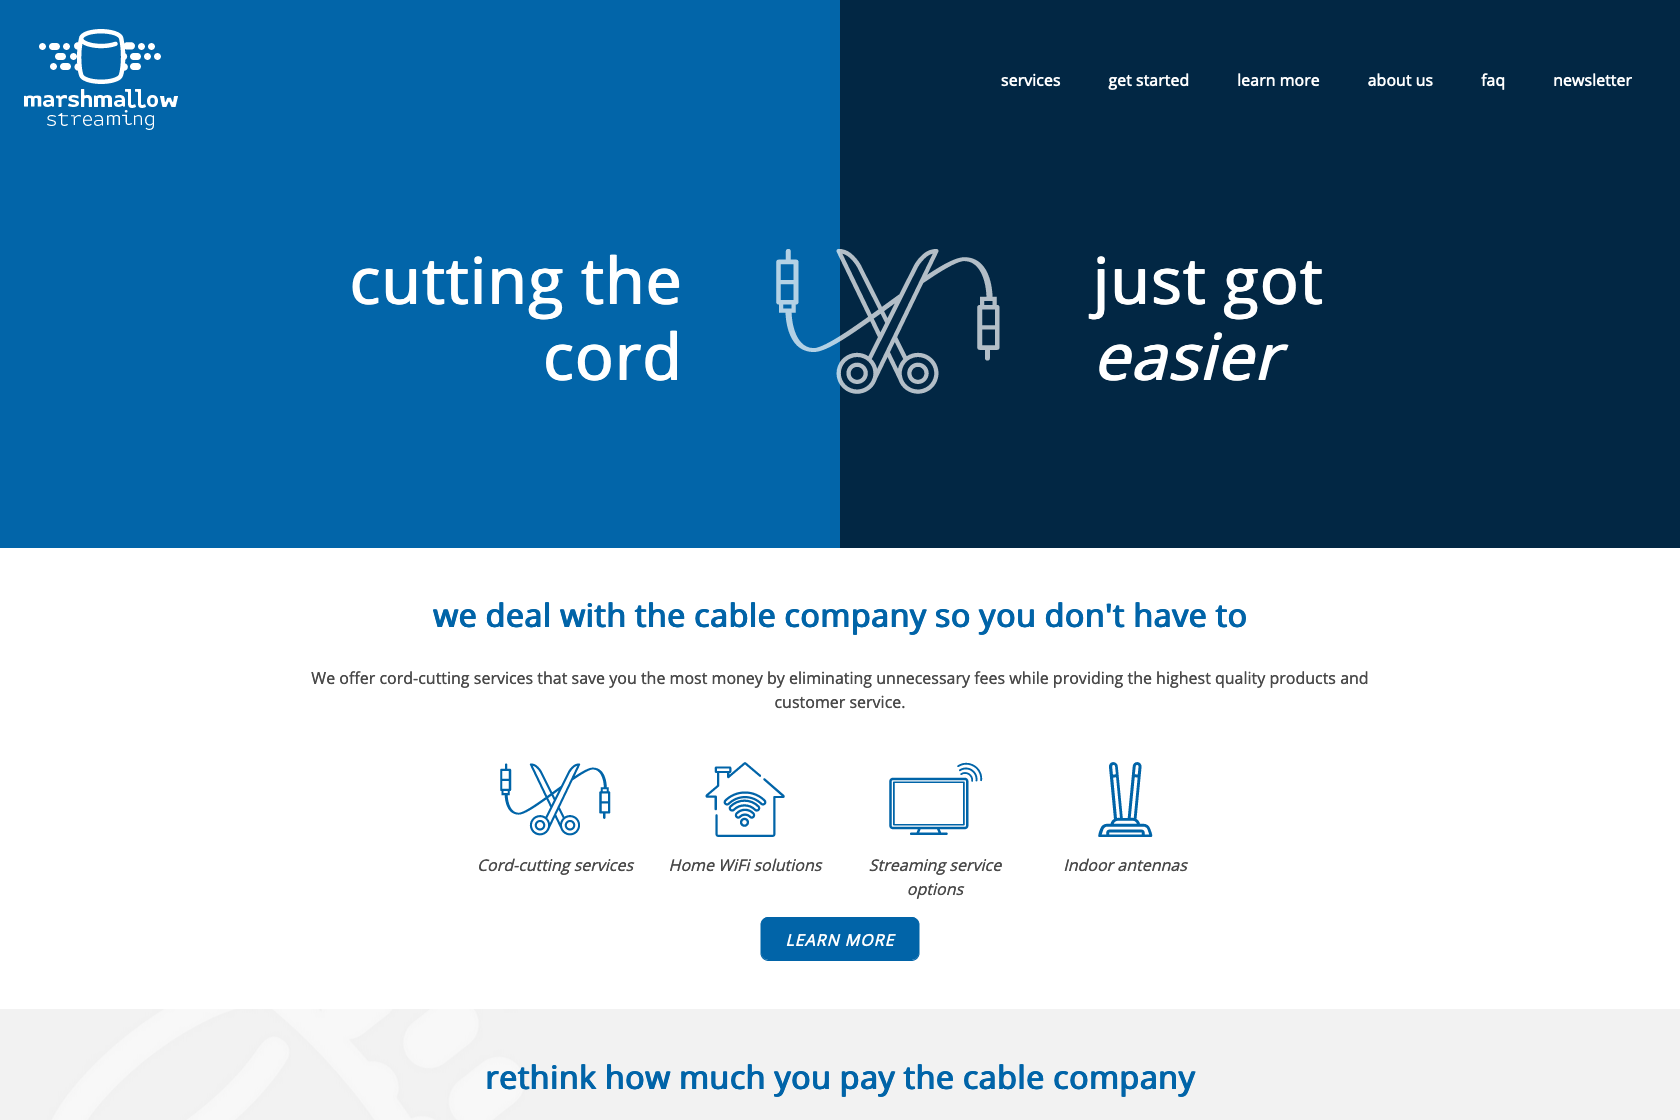 marshmallow
streaming
services
get started
learn more
about us
faq
newsletter
cutting the
cord
just got
easier
we deal with the cable company so you don't have to
We offer cord-cutting services that save you the most money by eliminating unnecessary fees while providing the highest quality products and
customer service.
Cord-cutting services
Home WiFi solutions
Streaming service
options
Indoor antennas
LEARN MORE
rethink how much you pay the cable company